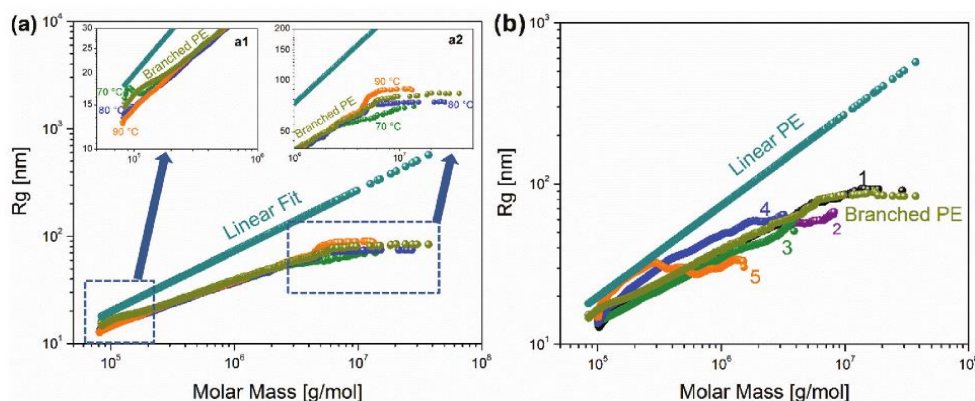 (a)
10⁴
10³
10²
10¹
Rg [nm]
10⁵
10⁶
10⁷
10⁸
Molar Mass [g/mol]
Linear Fit
30
25
20
15
10
10⁵
10⁶
a1
Branched PE
70 °C
80 °C
90 °C
200
100
50
10⁷
a2
90 °C
80 °C
70 °C
Branched PE
(b)
10³
10²
10¹
Rg [nm]
10⁴
10⁵
10⁶
10⁷
10⁸
Molar Mass [g/mol]
Linear PE
1
Branched PE
2
3
4
5